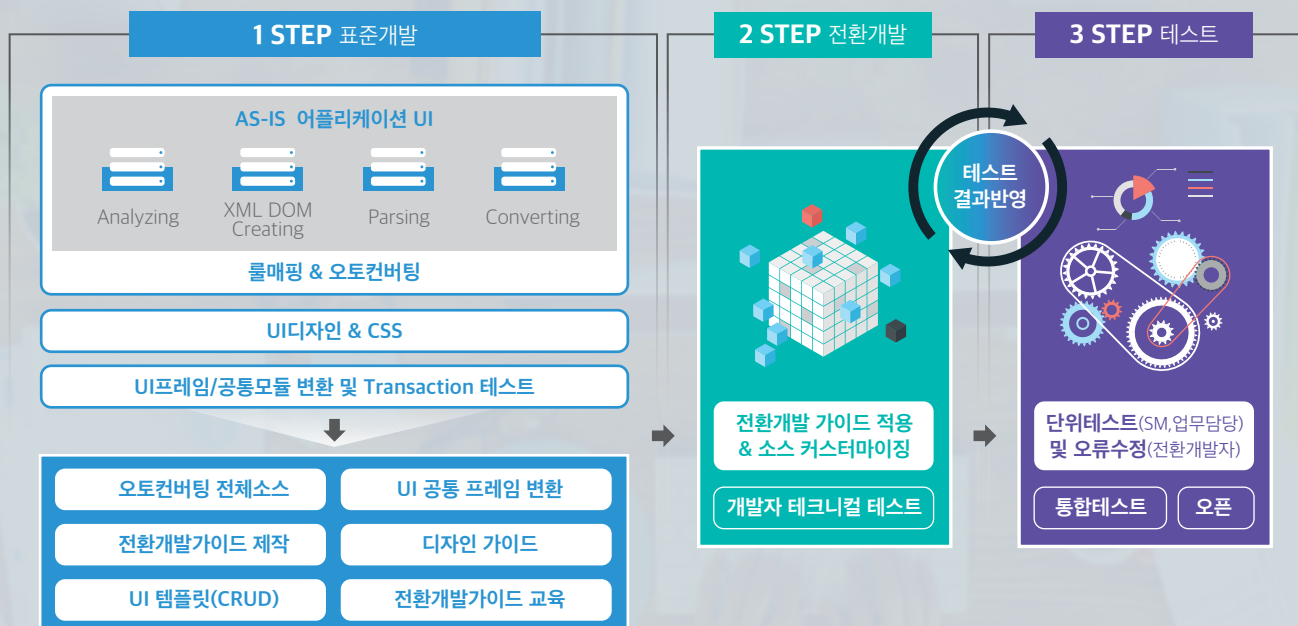 1 STEP 표준개발
AS-IS 어플리케이션 UI
Analyzing
XML DOM
Creating
Parsing
Converting
룰매핑 & 오토컨버팅
UI디자인 & CSS
UI프레임/공통모듈 변환 및 Transaction 테스트
오토컨버팅 전체소스
UI 공통 프레임 변환
전환개발가이드 제작
디자인 가이드
UI 템플릿(CRUD)
전환개발가이드 교육
2 STEP 전환개발
테스트
결과반영
전환개발 가이드 적용
& 소스 커스터마이징
개발자 테크니컬 테스트
3 STEP 테스트
단위테스트(SM,업무담당)
및 오류수정(전환개발자)
통합테스트
오픈